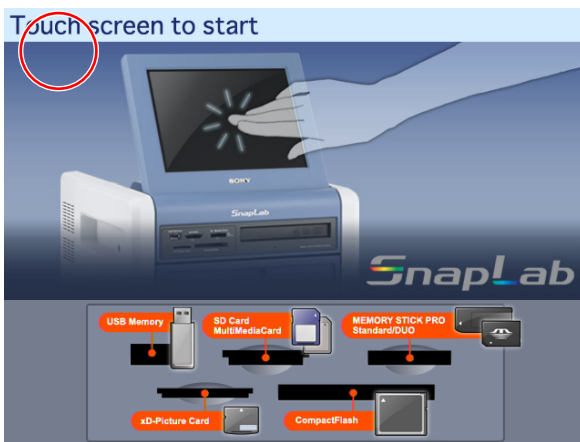 Touch screen to start
SONY
SnapLab
SnapLab
USB Memory
SD Card
MultiMediaCard
MEMORY STICK PRO
Standard/DUO
xD-Picture Card
CompactFlash